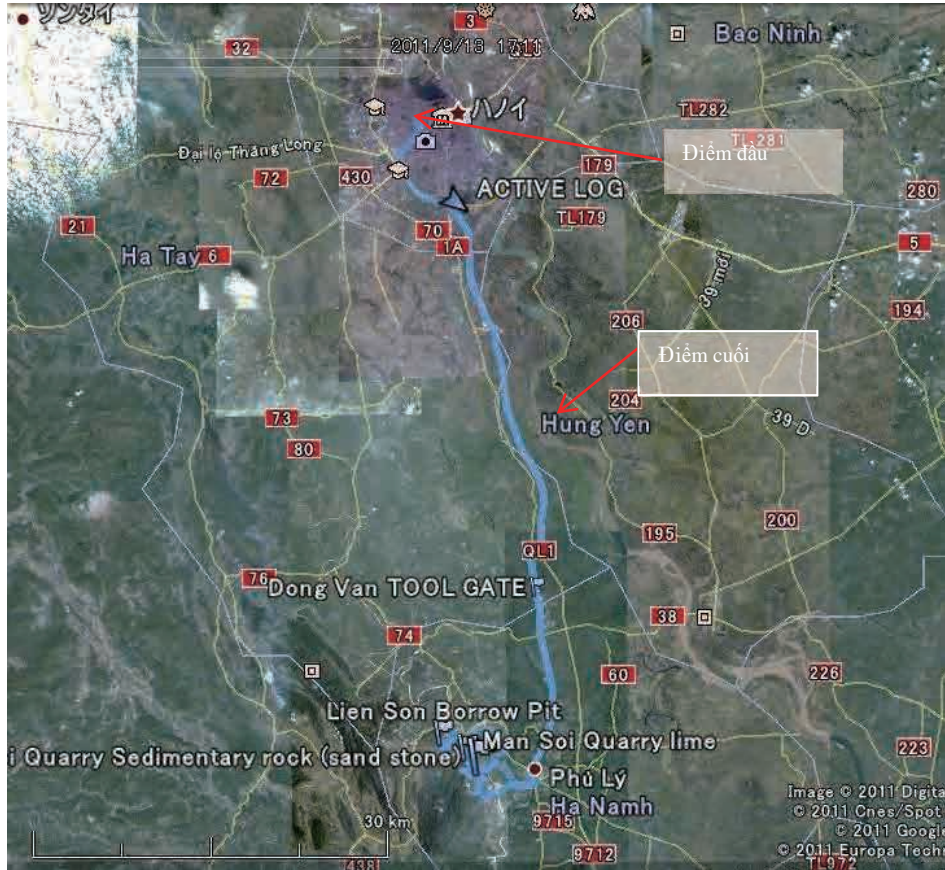 ソンタイ
3
32
2011/9/13 17:11
Bac Ninh
ハノイ
TL282
TL281
Điểm đầu
Đại lộ Thăng Long
72
430
179
280
ACTIVE LOG
TL179
21
70
1A
5
Ha Tay
6
39 mới
194
206
Điểm cuối
204
73
Hung Yen
39 D
80
195
200
QL1
76
Dong Van TOOL GATE
38
74
60
226
Lien Son Borrow Pit
Man Soi Quarry lime
i Quarry Sedimentary rock (sand stone)
223
Phủ Lý
Ha Namh
30 km
9715
9712
438
Image © 2011 Digita
© 2011 Cnes/Spot
© 2011 Google
© 2011 Europa Techn
TL972